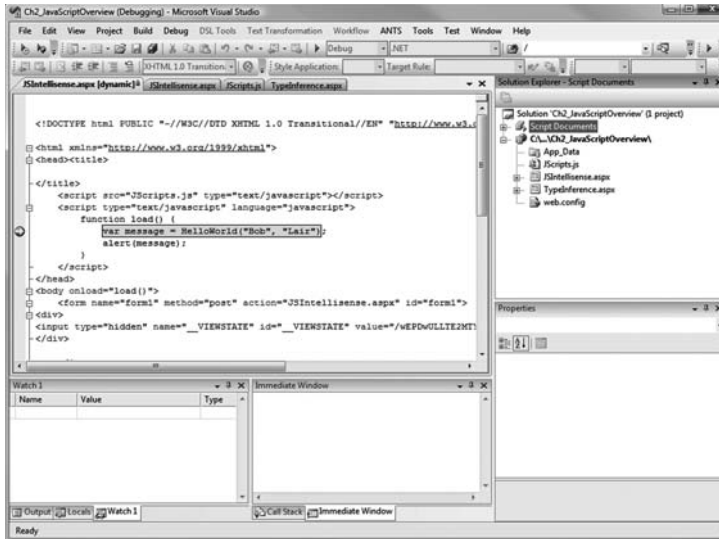 Ch2_JavaScriptOverview (Debugging) - Microsoft Visual Studio
File Edit View Project Build Debug DSL Tools Text Transformation Workflow ANTS Tools Test Window Help
Debug .NET /
XHTML 1.0 Transition: Style Application: Target Rule:
JSIntellisense.aspx [dynamic] JSIntellisense.aspx JScripts.js TypeInference.aspx
<!DOCTYPE html PUBLIC "-//W3C//DTD XHTML 1.0 Transitional//EN" "http://www.w3.o
<html xmlns="http://www.w3.org/1999/xhtml">
<head><title>
</title>
<script src="JScripts.js" type="text/javascript"></script>
<script type="text/javascript" language="javascript">
function load() {
var message = HelloWorld("Bob", "Lair");
alert(message);
}
</script>
</head>
<body onload="load()">
<form name="form1" method="post" action="JSIntellisense.aspx" id="form1">
<div>
<input type="hidden" name="__VIEWSTATE" id="__VIEWSTATE" value="/wEPDwULLTE2MTY
</div>
Solution Explorer - Script Documents
Solution 'Ch2_JavaScriptOverview' (1 project)
Script Documents
C:\...\Ch2_JavaScriptOverview\
App_Data
JScripts.js
JSIntellisense.aspx
TypeInference.aspx
web.config
Properties
Watch 1
Name Value Type
Immediate Window
Output Locals Watch 1
Call Stack Immediate Window
Ready